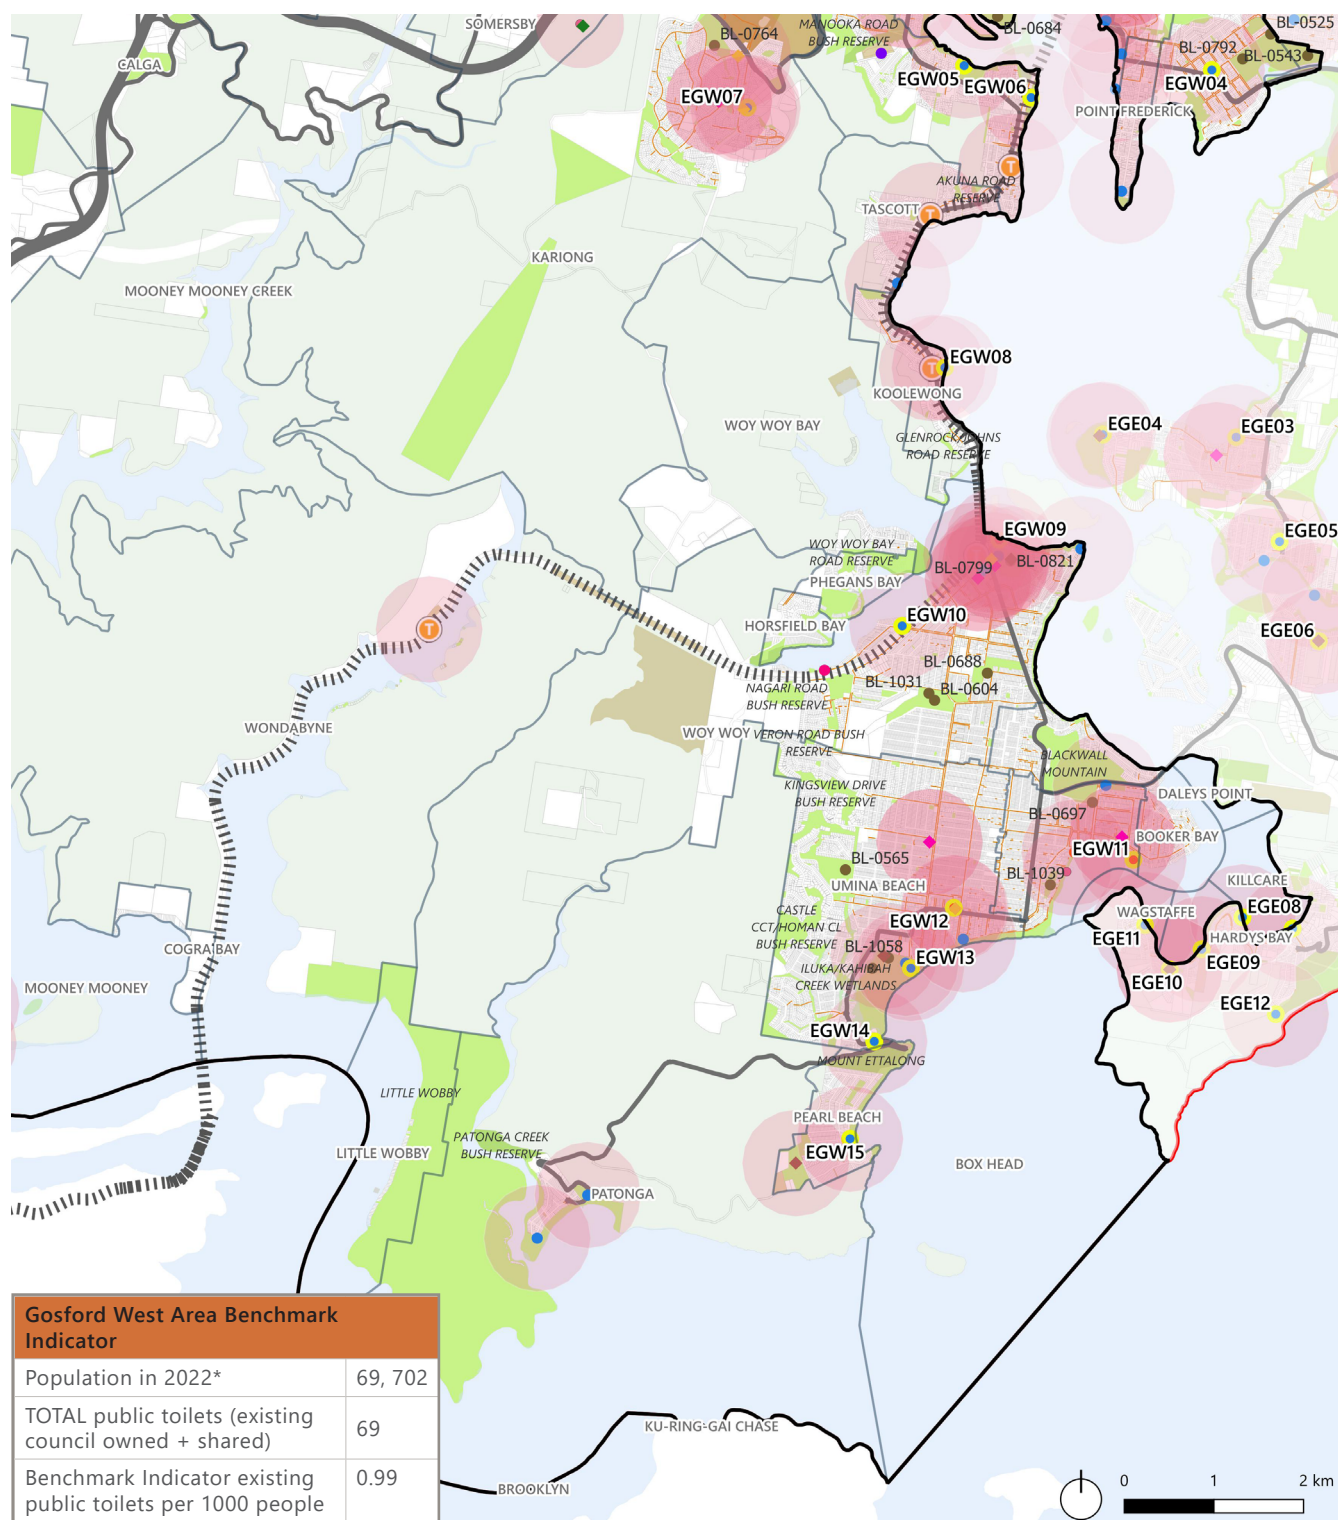 SOMERSBY
MANOOKA ROAD
BUSH RESERVE
BL-0764
BL-0684
BL-0525
BL-0792
BL-0543
CALGA
EGW05
EGW06
EGW04
EGW07
POINT FREDERICK
AKUNA ROAD
RESERVE
T
TASCOTT
T
KARIONG
MOONEY MOONEY CREEK
EGW08
T
KOOLEWONG
WOY WOY BAY
GLENROCK/JOHNS
ROAD RESERVE
EGE04
EGE03
EGW09
EGE05
WOY WOY BAY
ROAD RESERVE
BL-0799
BL-0821
PHEGANS BAY
T
HORSFIELD BAY
EGW10
EGE06
BL-0688
BL-1031
BL-0604
NAGARI ROAD
BUSH RESERVE
WONDABYNE
WOY WOY
VERON ROAD BUSH
RESERVE
BLACKWALL
MOUNTAIN
KINGSVIEW DRIVE
BUSH RESERVE
DALEYS POINT
BL-0697
BOOKER BAY
EGW11
BL-0565
UMINA BEACH
BL-1039
KILLCARE
WAGSTAFFE
EGW12
EGE08
CASTLE
CCT/HOMAN CL
BUSH RESERVE
EGE11
HARDYS BAY
COGRA BAY
BL-1058
EGW13
EGE09
ILUKA/KAHIBAH
CREEK WETLANDS
EGE10
MOONEY MOONEY
EGE12
EGW14
MOUNT ETTALONG
LITTLE WOBBY
PEARL BEACH
PATONGA CREEK
BUSH RESERVE
LITTLE WOBBY
EGW15
BOX HEAD
PATONGA
Gosford West Area Benchmark
Indicator
Population in 2022* 69, 702
TOTAL public toilets (existing
council owned + shared) 69
Benchmark Indicator existing
public toilets per 1000 people 0.99
KU-RING-GAI CHASE
BROOKLYN
0 1 2 km